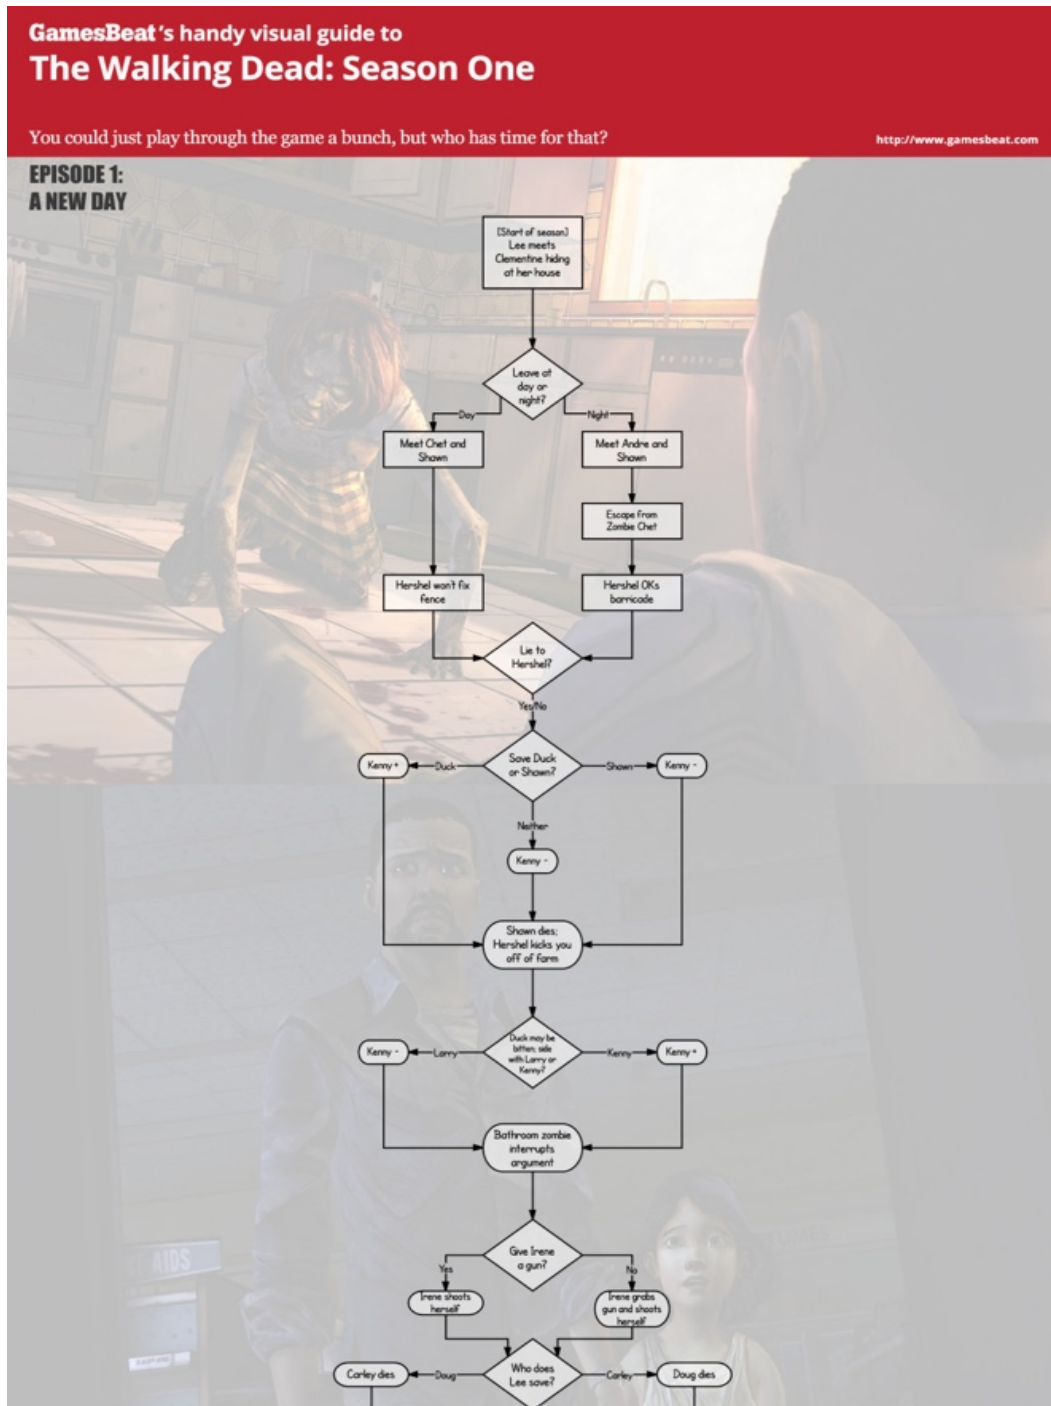 GamesBeat's handy visual guide to
The Walking Dead: Season One
You could just play through the game a bunch, but who has time for that?
http://www.gamesbeat.com
EPISODE 1:
A NEW DAY
[Start of season]
Lee meets
Clementine hiding
at her house
Leave at
day or
night?
Day
Night
Meet Chet and
Shawn
Meet Andre and
Shawn
Escape from
Zombie Chet
Hershel won't fix
fence
Hershel OKs
barricade
Lie to
Hershel?
Yes/No
Kenny +
Duck
Save Duck
or Shawn?
Shawn
Kenny -
Neither
Kenny -
Shawn dies;
Hershel kicks you
off of farm
Kenny -
Larry
Duck may be
bitten; side
with Larry or
Kenny?
Kenny
Kenny +
Bathroom zombie
interrupts
argument
AIDS
Give Irene
a gun?
Yes
No
Irene shoots
herself
Irene grabs
gun and shoots
herself
Carley dies
Doug
Who does
Lee save?
Carley
Doug dies